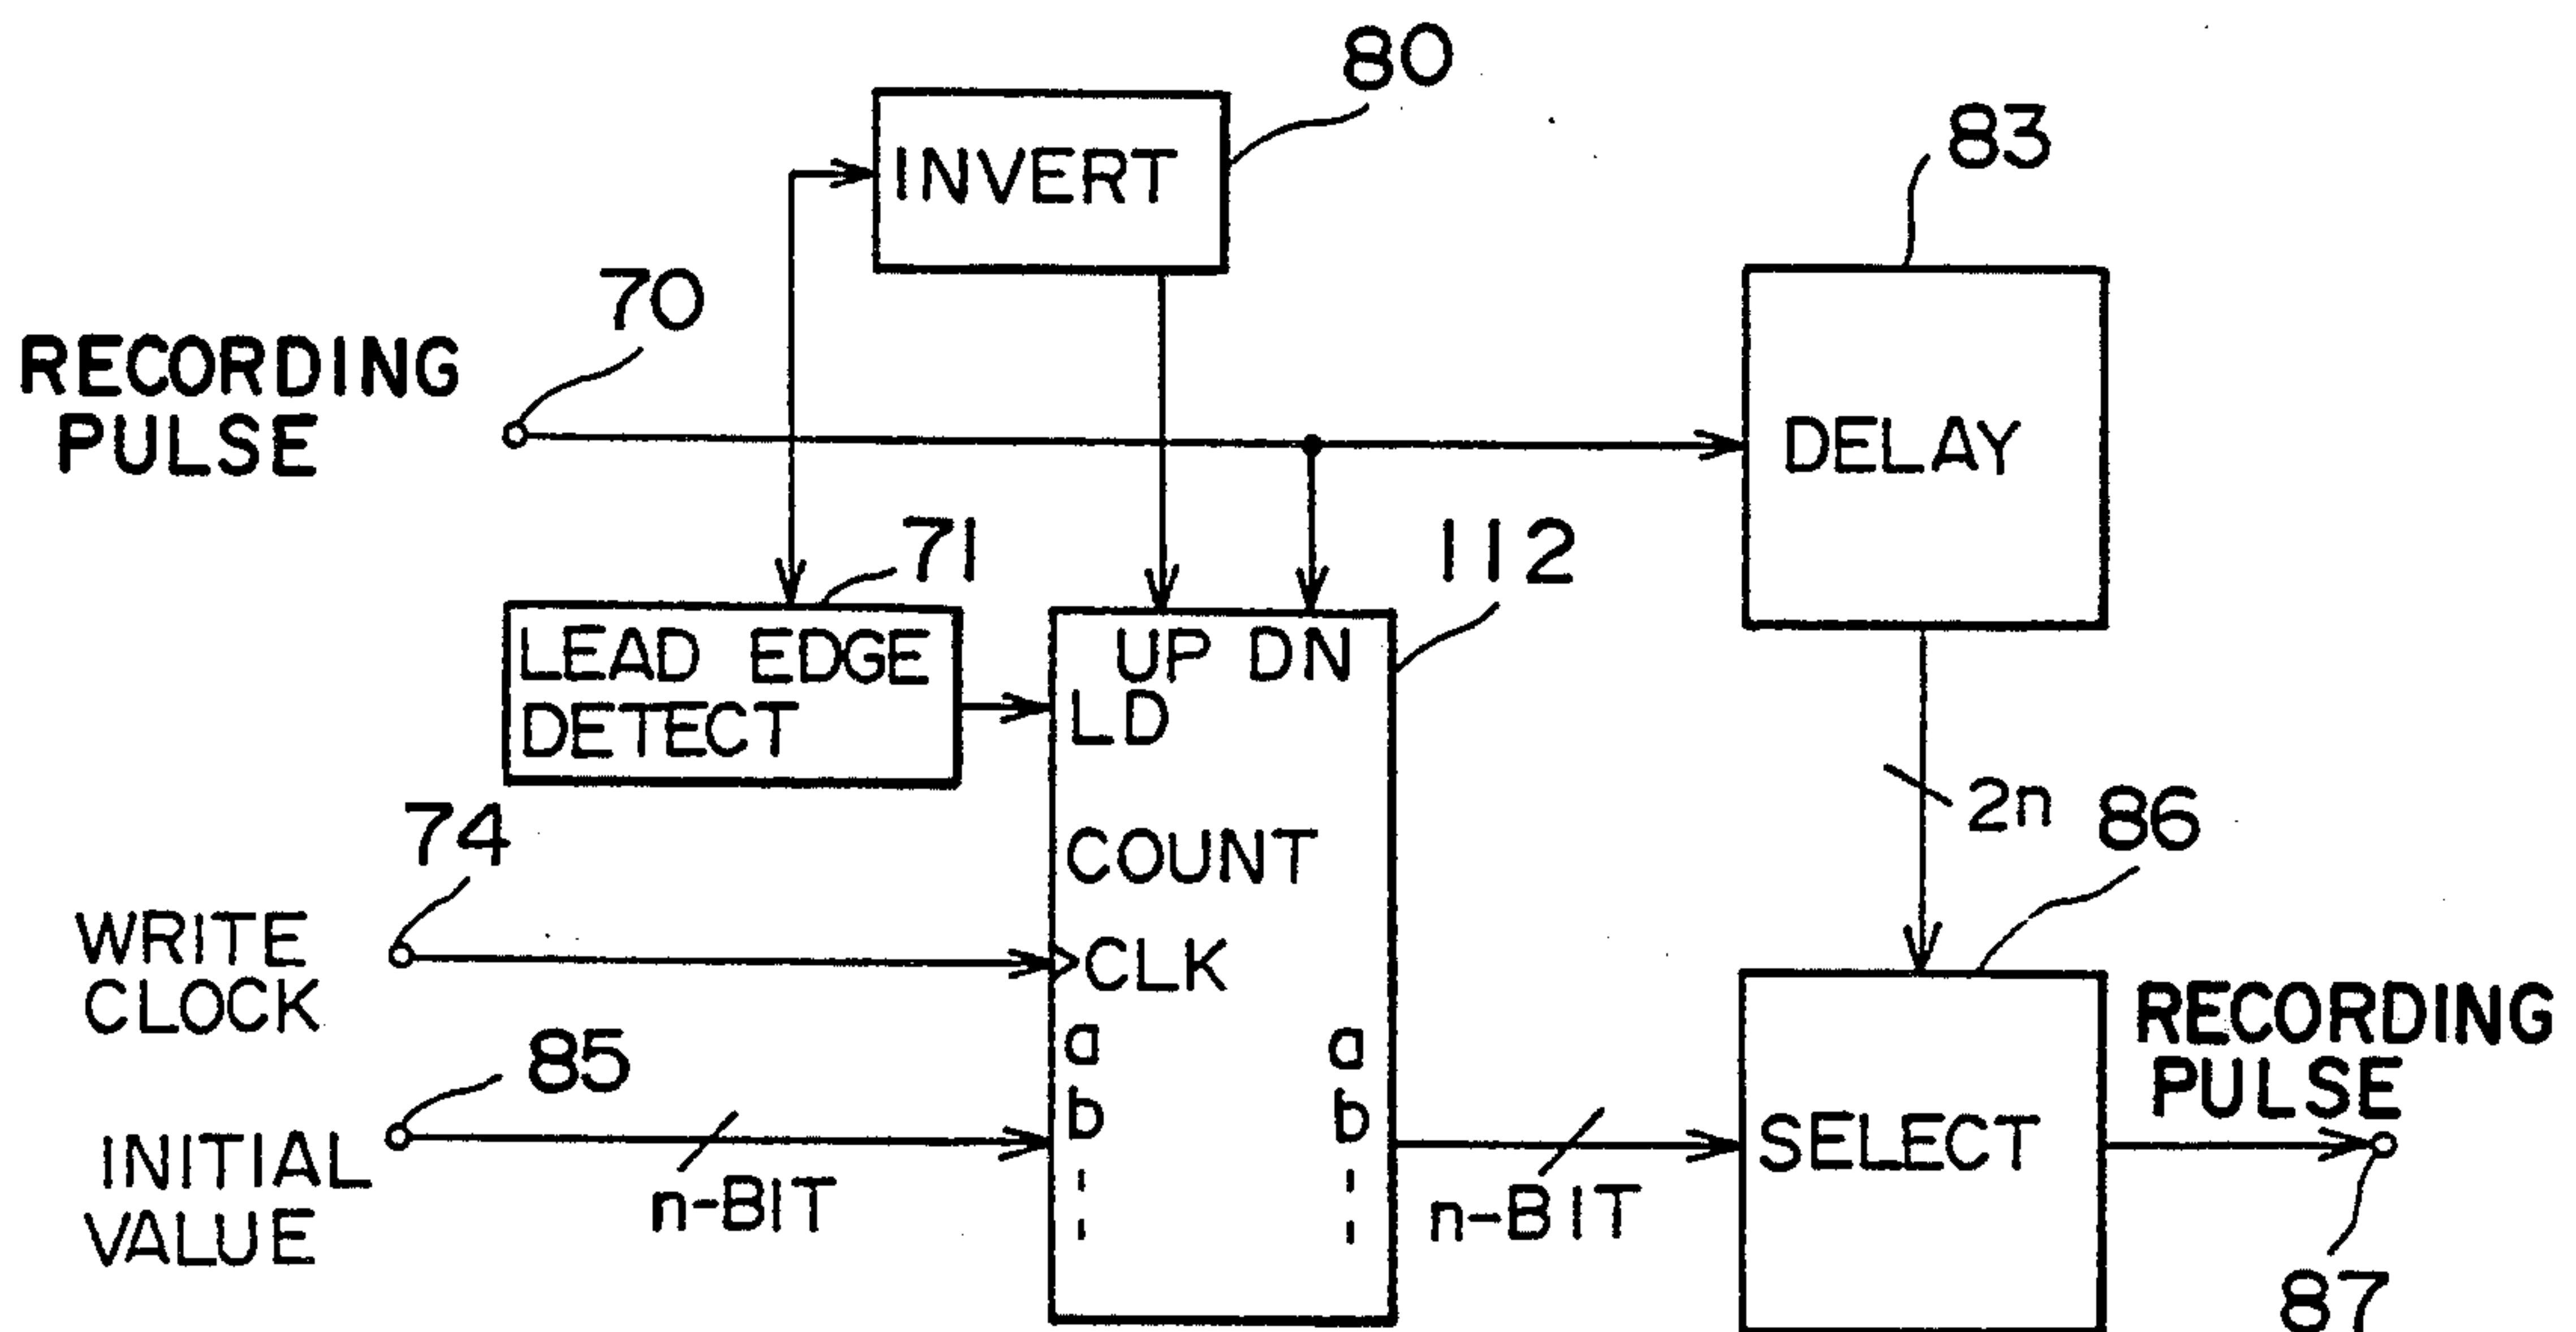 80
INVERT
83
70
RECORDING
PULSE
DELAY
71
112
LEAD EDGE
DETECT
UP DN
LD
2n
86
74
COUNT
WRITE
CLOCK
CLK
85
a
b
a
b
RECORDING
PULSE
INITIAL
VALUE
n-BIT
n-BIT
SELECT
87